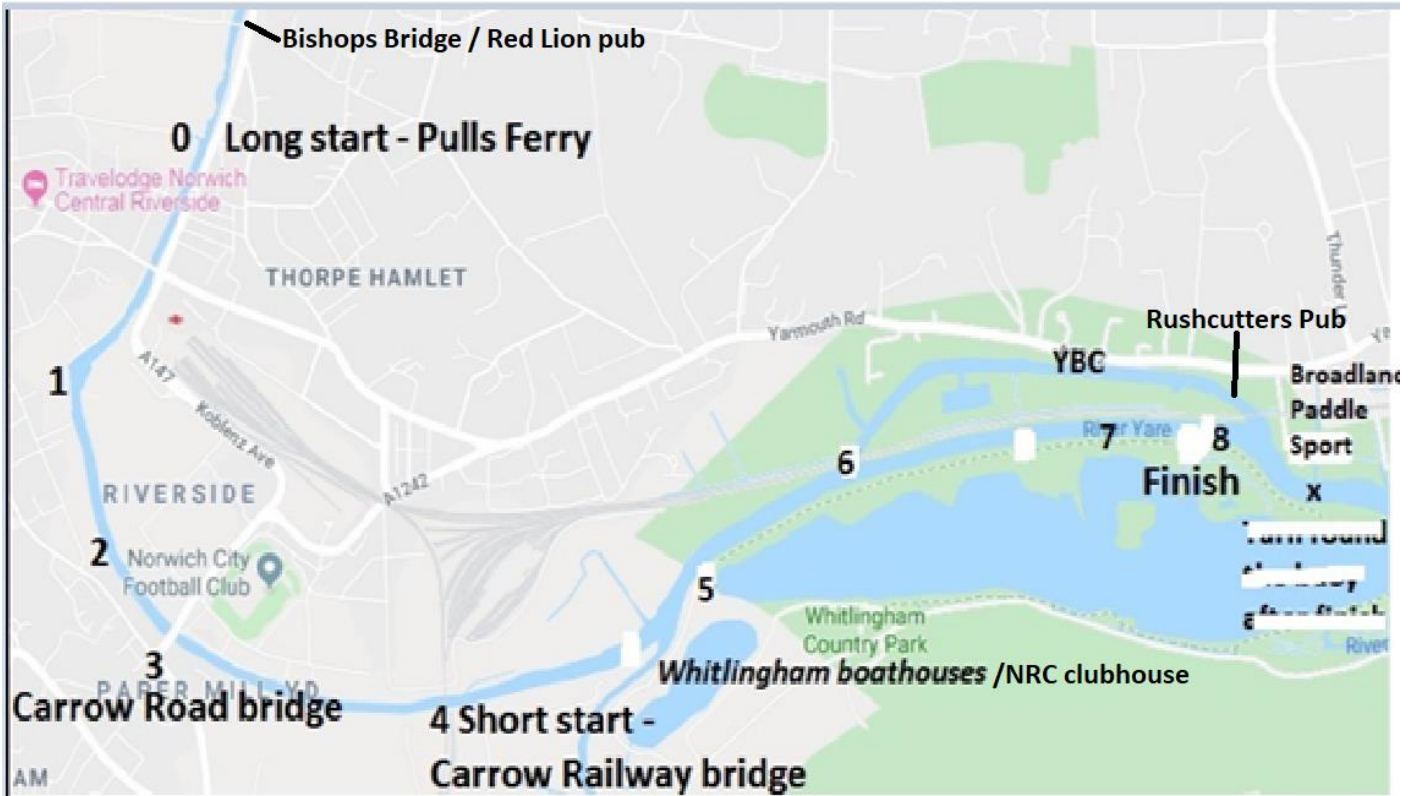 Bishops Bridge / Red Lion pub
0 Long start - Pulls Ferry
Travelodge Norwich
Central Riverside
THORPE HAMLET
Thunder L
Rushcutters Pub
Yarmouth Rd
YBC
Broadland
Paddle
Sport
1
A147
Koblenz Ave
River Yare
7
8
6
Finish
A1242
RIVERSIDE
x
2
Norwich City
Football Club
5
Whitlingham
Country Park
River
3
PAPER MILL YD
Whitlingham boathouses /NRC clubhouse
Carrow Road bridge
4 Short start -
Carrow Railway bridge
AM